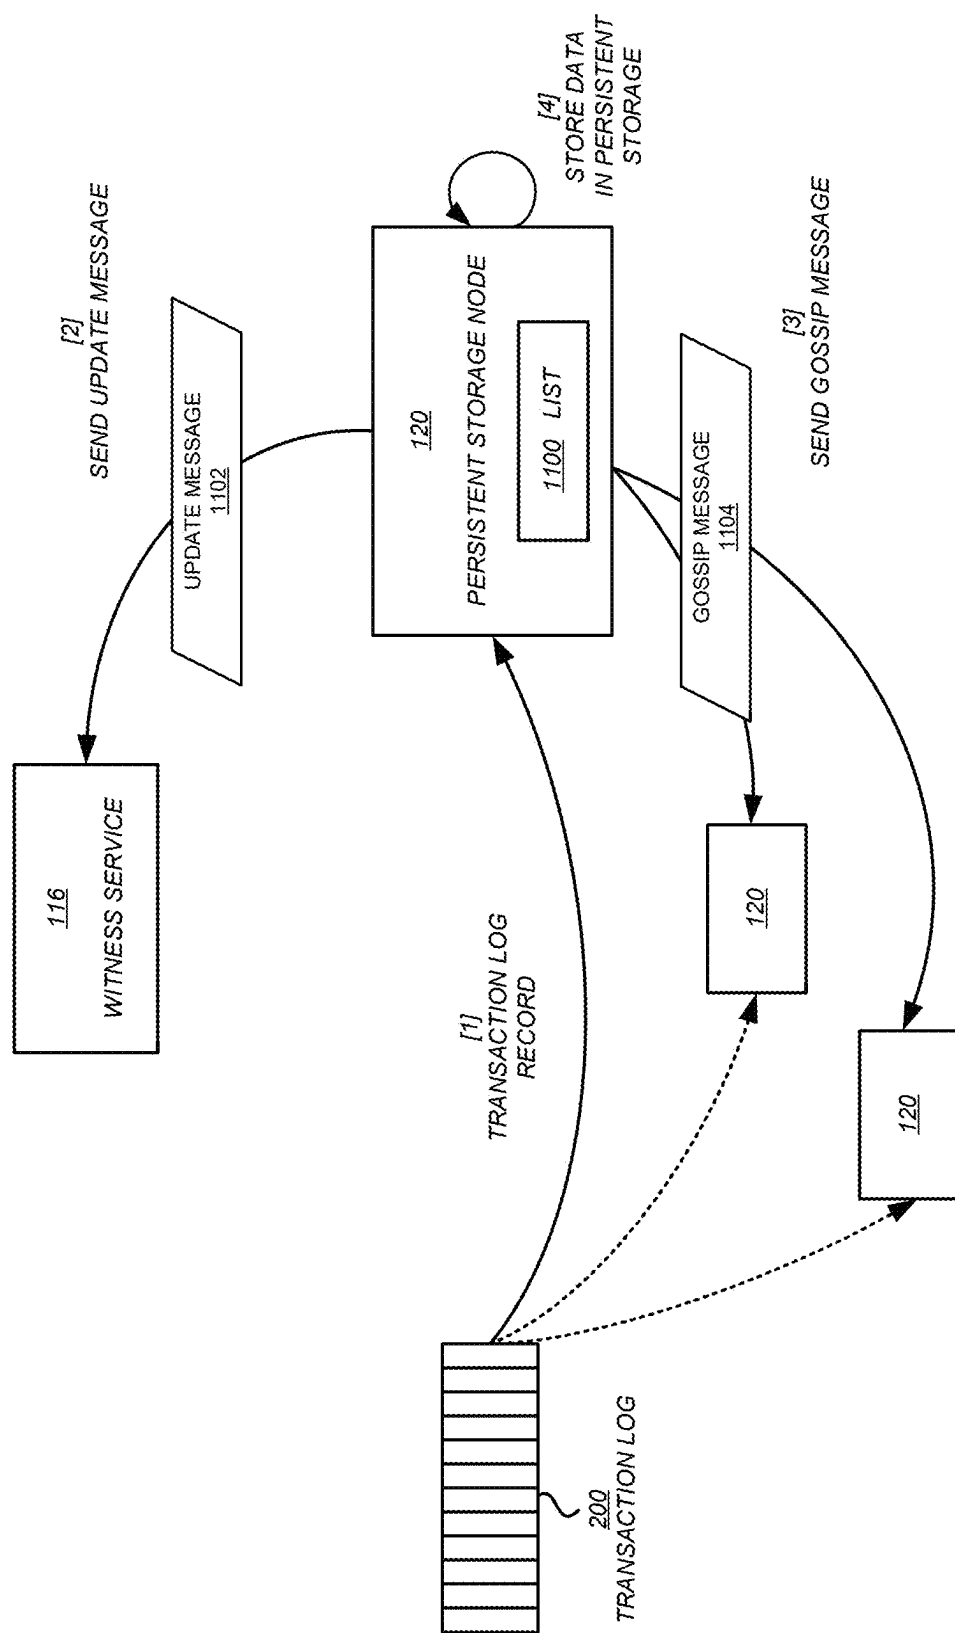 116
WITNESS SERVICE
[2]
SEND UPDATE MESSAGE
UPDATE MESSAGE
1102
[1]
TRANSACTION LOG
RECORD
120
PERSISTENT STORAGE NODE
1100 LIST
[4]
STORE DATA
IN PERSISTENT
STORAGE
200
TRANSACTION LOG
120
GOSSIP MESSAGE
1104
[3]
SEND GOSSIP MESSAGE
120